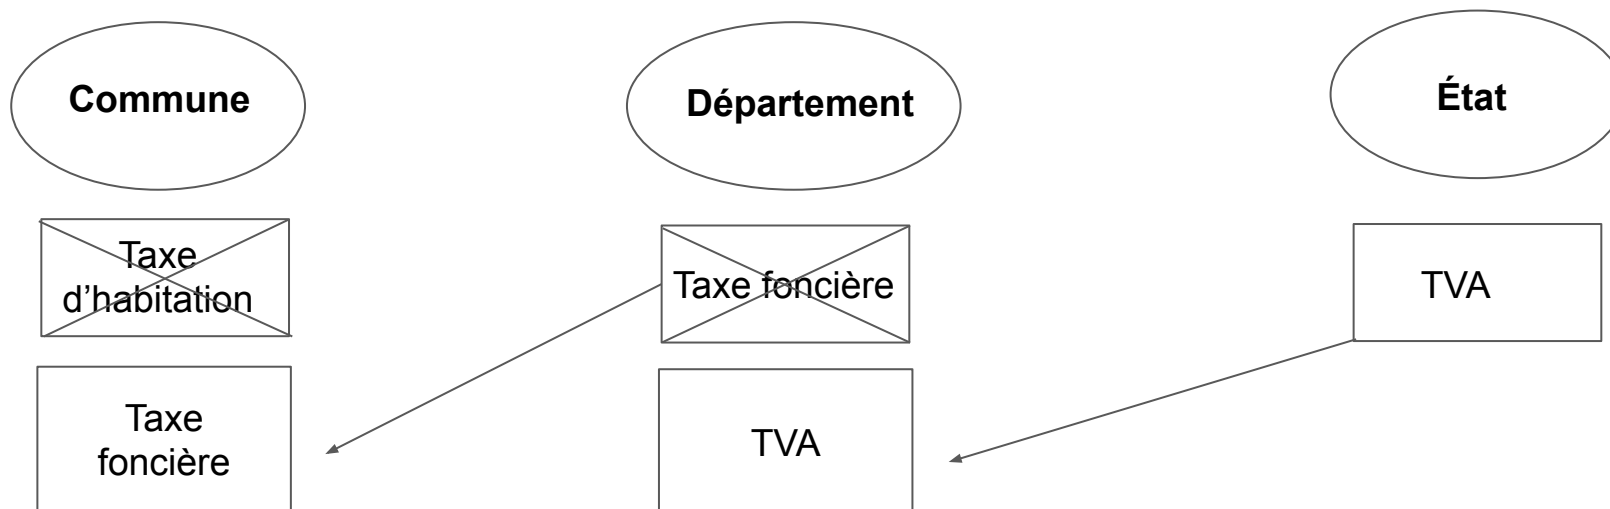 Commune
Département
État
Taxe
d'habitation
Taxe foncière
TVA
Taxe
foncière
TVA